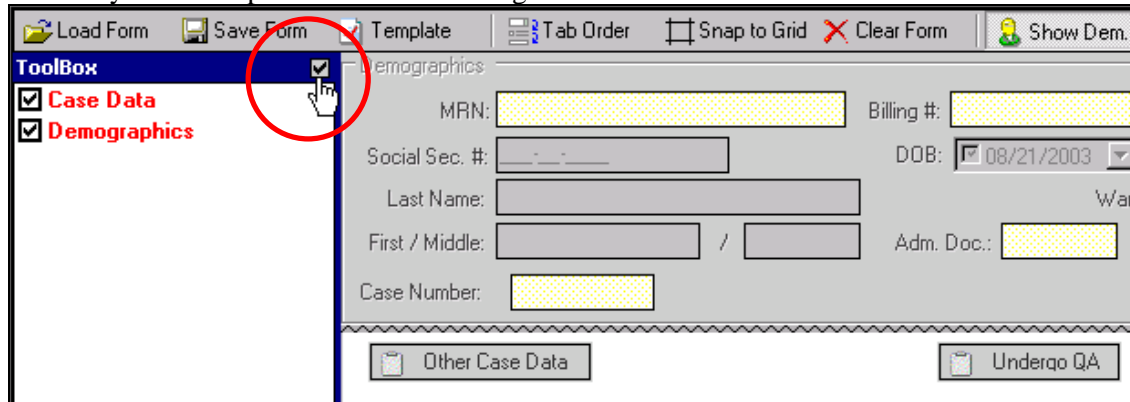 Load Form Save Form Template Tab Order Snap to Grid Clear Form Show Dem.
ToolBox
Case Data
Demographics
Demographics
MRN: Billing #:
Social Sec. #: __-_-____ DOB: 08/21/2003
Last Name:
First / Middle: / Adm. Doc.:
Case Number:
Other Case Data Undergo QA